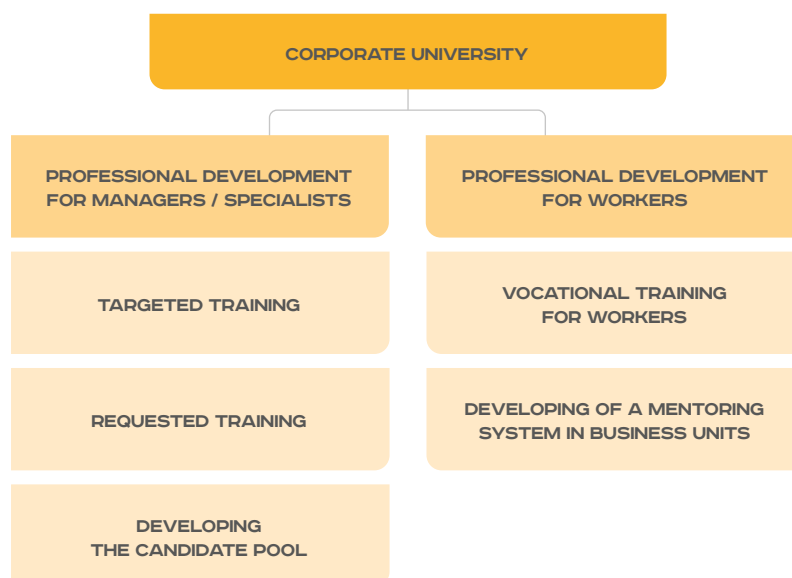 CORPORATE UNIVERSITY
PROFESSIONAL DEVELOPMENT
FOR MANAGERS / SPECIALISTS
TARGETED TRAINING
REQUESTED TRAINING
DEVELOPING
THE CANDIDATE POOL
PROFESSIONAL DEVELOPMENT
FOR WORKERS
VOCATIONAL TRAINING
FOR WORKERS
DEVELOPING OF A MENTORING
SYSTEM IN BUSINESS UNITS